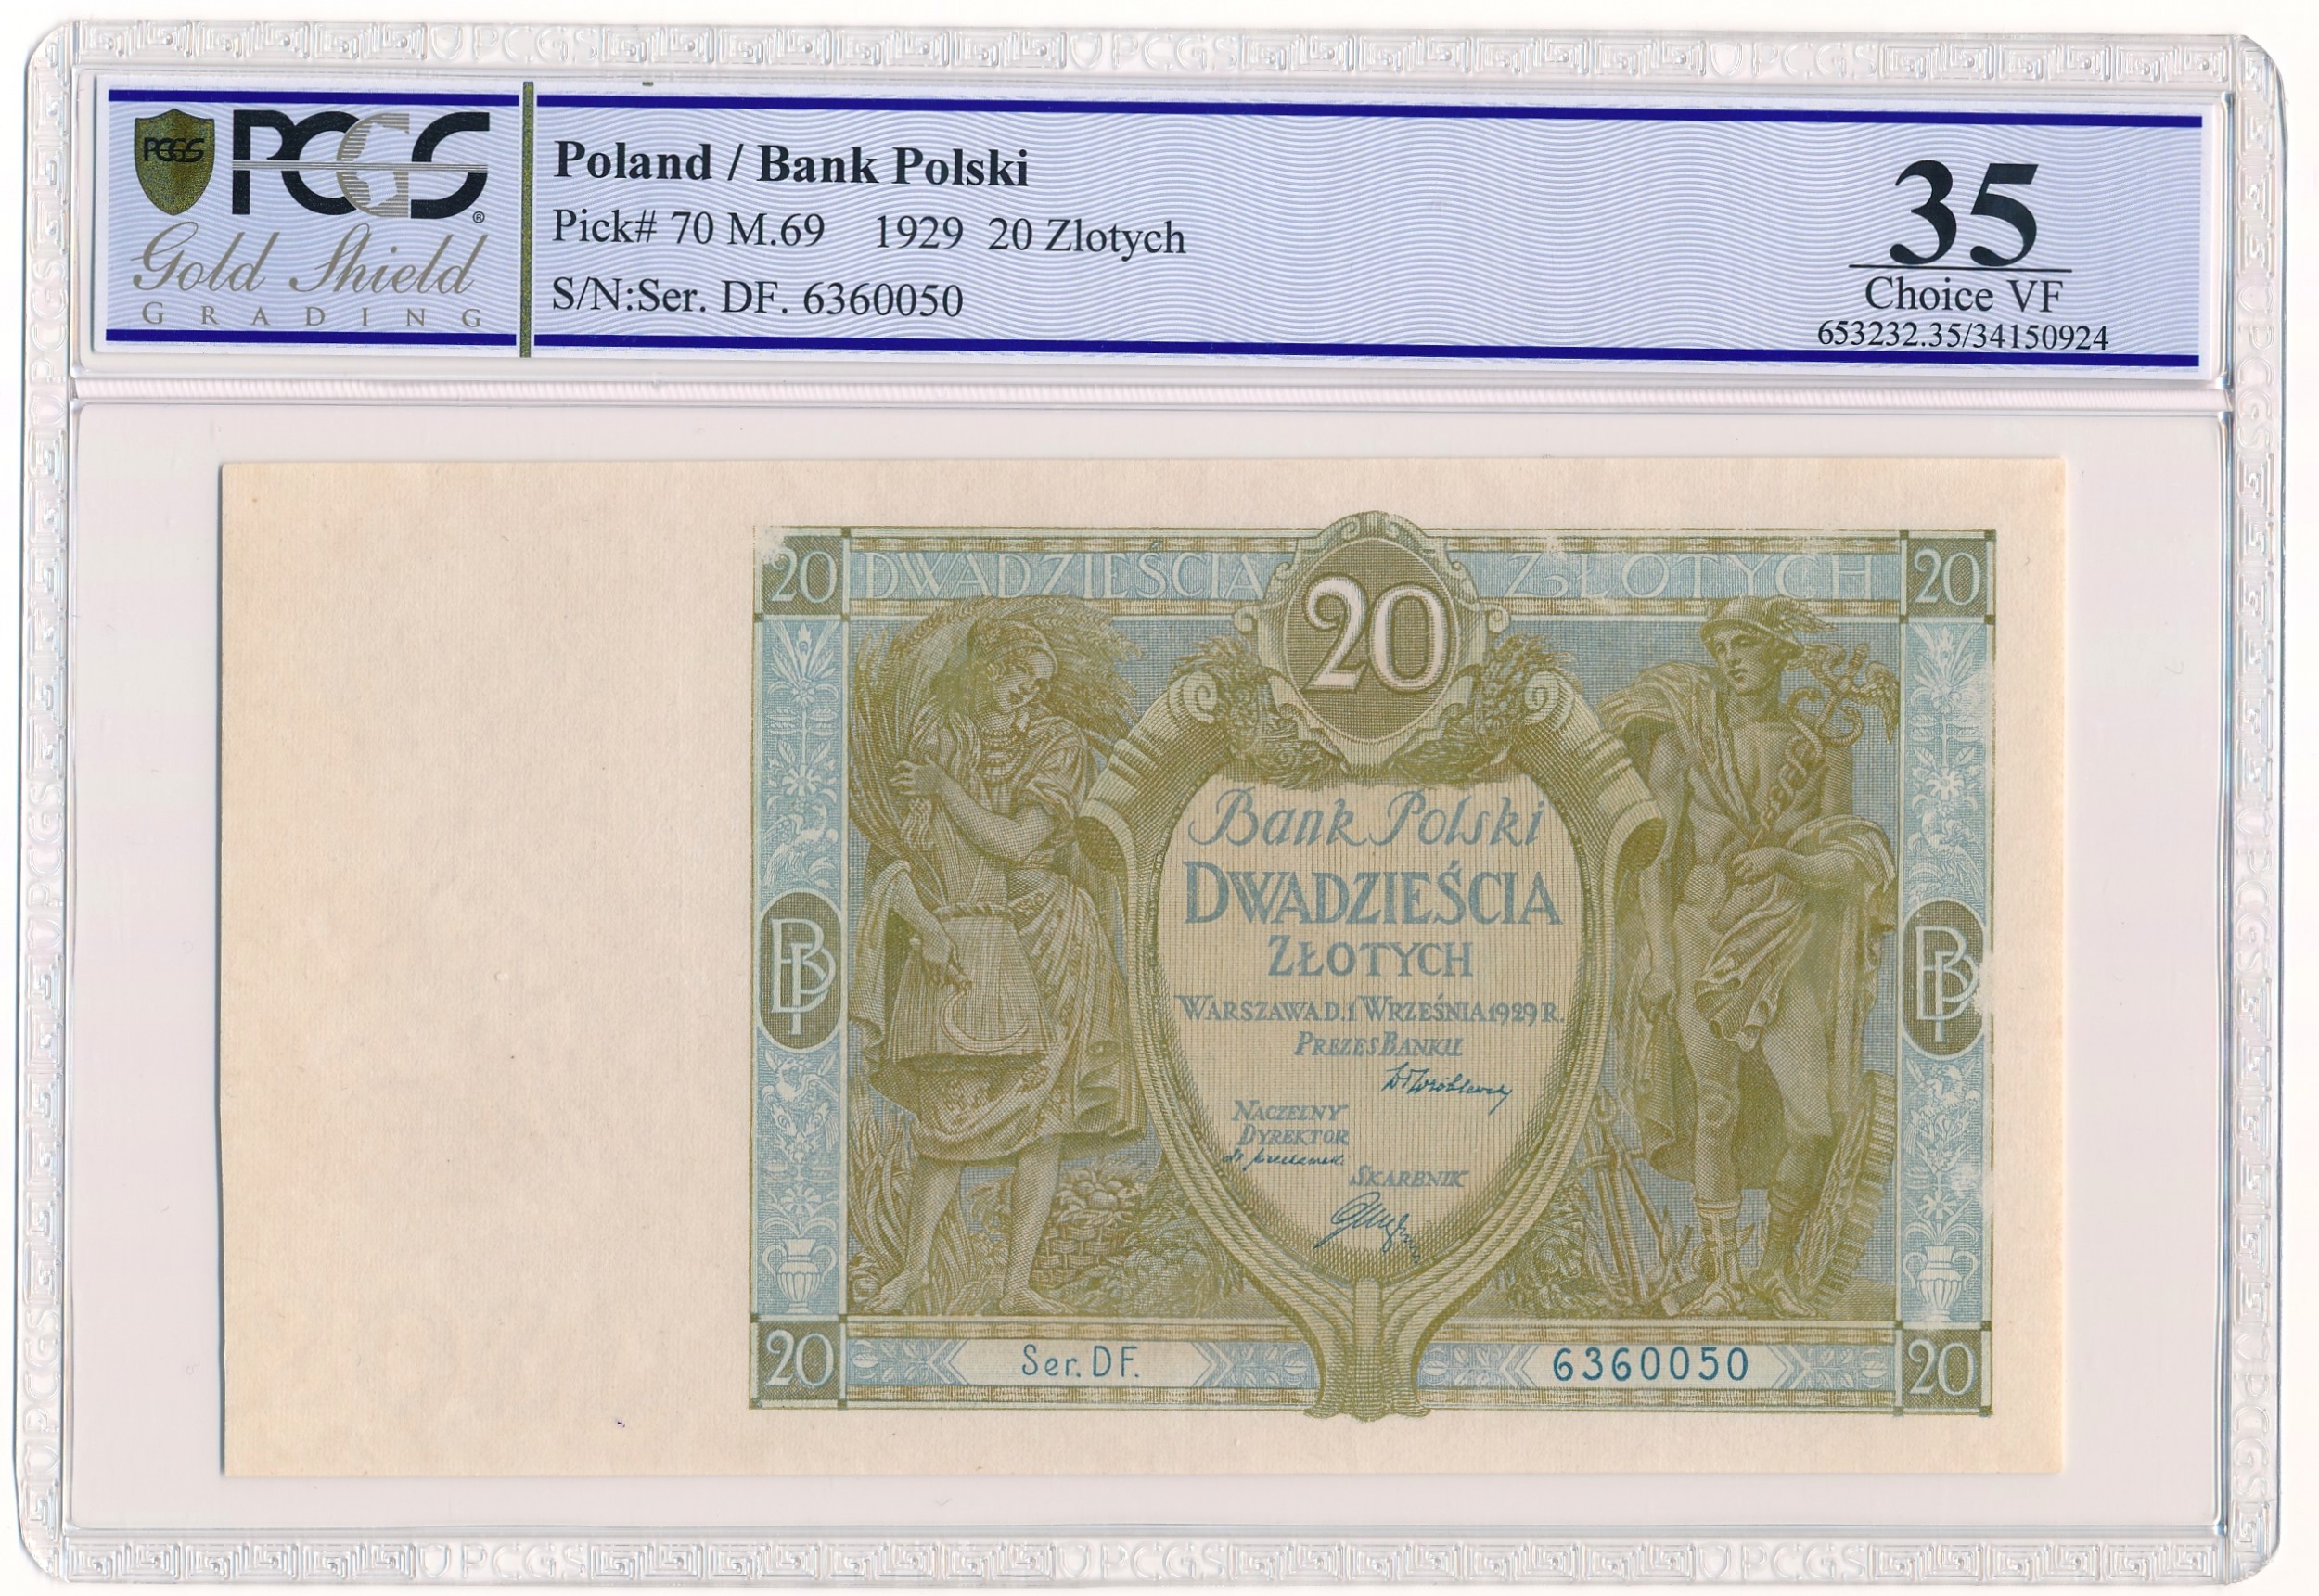 PCGS
PCGS®
Gold Shield
GRADING
Poland / Bank Polski
Pick# 70 M.69 1929 20 Zlotych
S/N:Ser. DF. 6360050
35
Choice VF
653232.35/34150924
20 DWADZIEŚCIA 20 ZŁOTYCH 20
Bank Polski
DWADZIEŚCIA
ZŁOTYCH
WARSZAWA D. 1 WRZEŚNIA 1929 R.
PREZES BANKU
NACZELNY
DYREKTOR
SKARBNIK
BP
BP
20 Ser. DF. 6360050 20